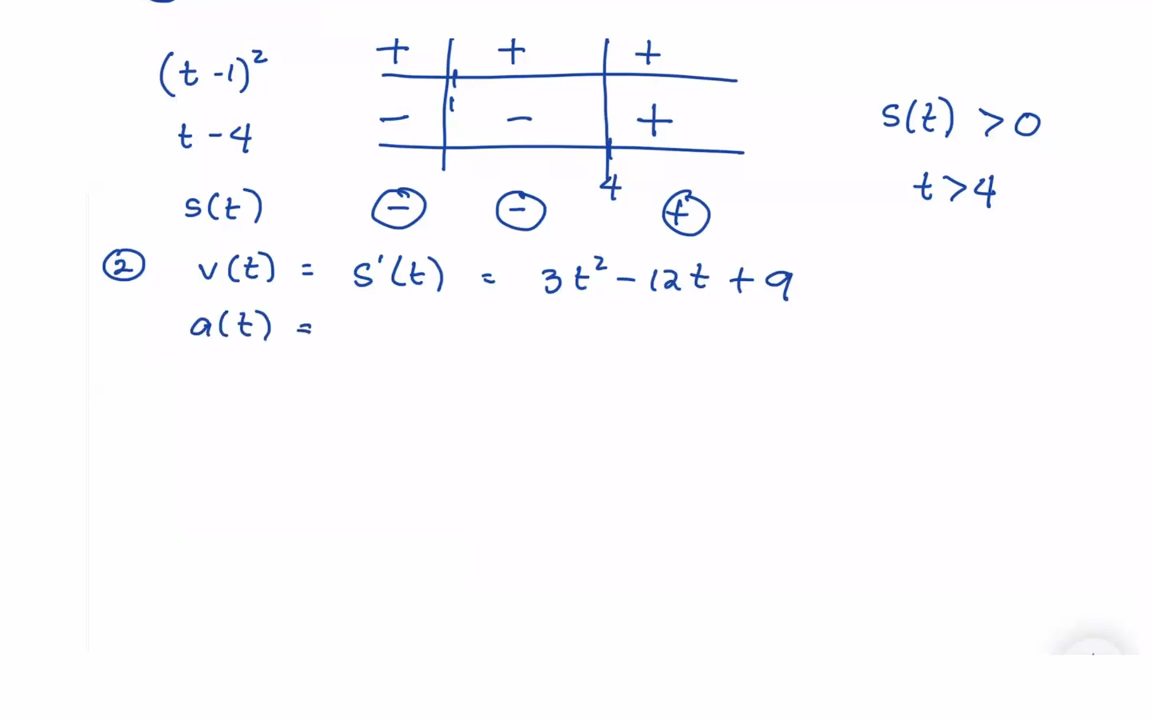 (t-1)² + | + | +
1
t-4 - | - | +
4
s(t) ⊖ ⊖ ⊕
s(t) > 0
t > 4
② v(t) = s'(t) = 3t² - 12t + 9
a(t) =